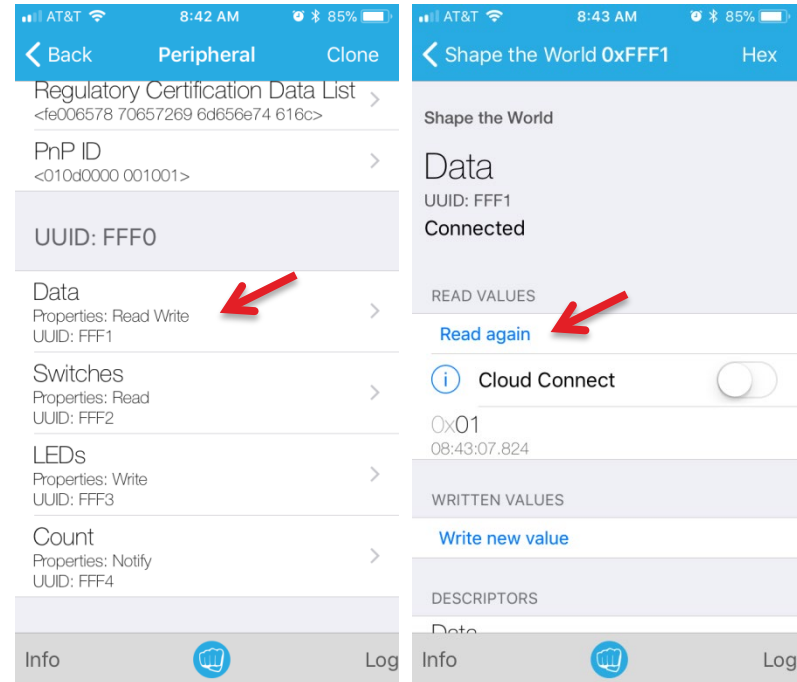 AT&T 8:42 AM 85%
Back Peripheral Clone
Regulatory Certification Data List
<fe006578 70657269 6d656e74 616c>
PnP ID
<010d0000 001001>
UUID: FFF0
Data
Properties: Read Write
UUID: FFF1
Switches
Properties: Read
UUID: FFF2
LEDs
Properties: Write
UUID: FFF3
Count
Properties: Notify
UUID: FFF4
Info Log
AT&T 8:43 AM 85%
Shape the World 0xFFF1 Hex
Shape the World
Data
UUID: FFF1
Connected
READ VALUES
Read again
i Cloud Connect
0x01
08:43:07.824
WRITTEN VALUES
Write new value
DESCRIPTORS
Data
Info Log